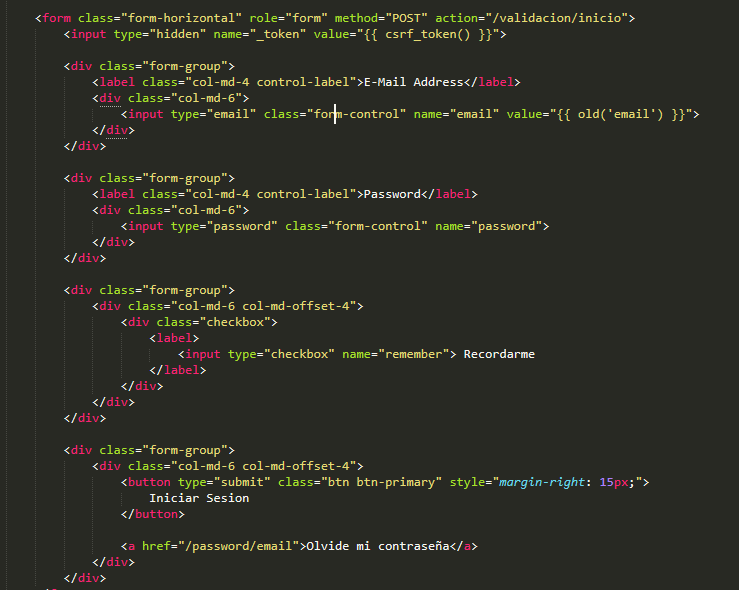 <form class="form-horizontal" role="form" method="POST" action="/validacion/inicio">
<input type="hidden" name="_token" value="{{ csrf_token() }}">
<div class="form-group">
<label class="col-md-4 control-label">E-Mail Address</label>
<div class="col-md-6">
<input type="email" class="form-control" name="email" value="{{ old('email') }}">
</div>
</div>
<div class="form-group">
<label class="col-md-4 control-label">Password</label>
<div class="col-md-6">
<input type="password" class="form-control" name="password">
</div>
</div>
<div class="form-group">
<div class="col-md-6 col-md-offset-4">
<div class="checkbox">
<label>
<input type="checkbox" name="remember"> Recordarme
</label>
</div>
</div>
</div>
<div class="form-group">
<div class="col-md-6 col-md-offset-4">
<button type="submit" class="btn btn-primary" style="margin-right: 15px;">
Iniciar Sesion
</button>
<a href="/password/email">Olvide mi contraseña</a>
</div>
</div>